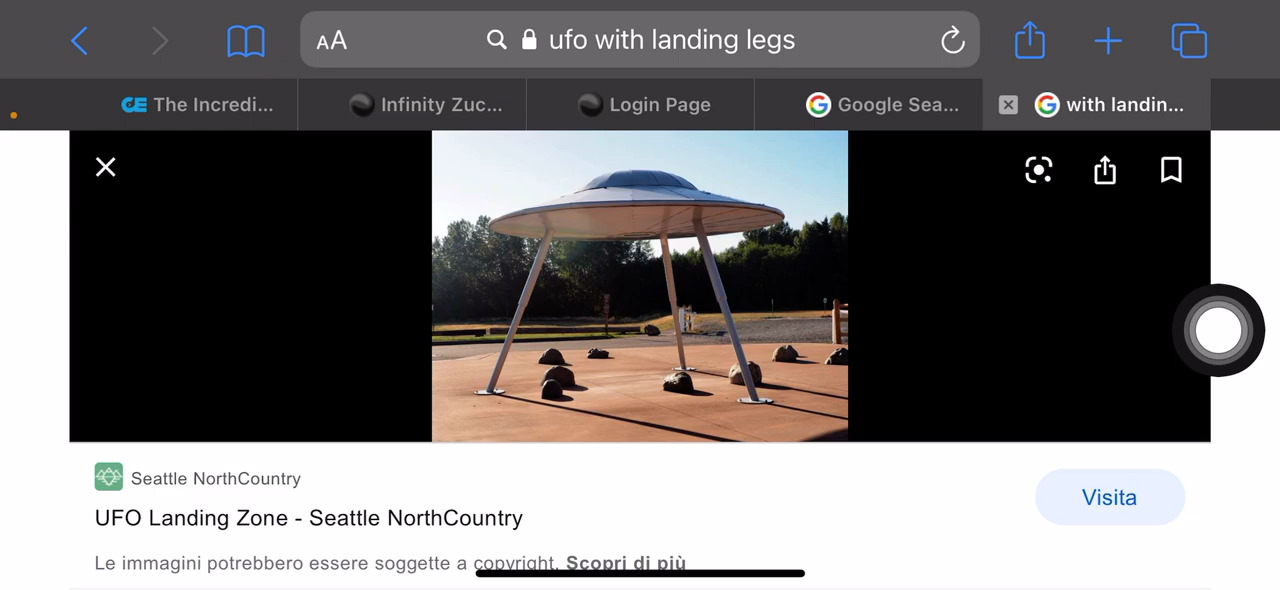 AA ufo with landing legs
The Incredi... Infinity Zuc... Login Page Google Sea... with landin...
Seattle NorthCountry
Visita
UFO Landing Zone - Seattle NorthCountry
Le immagini potrebbero essere soggette a copyright. Scopri di più